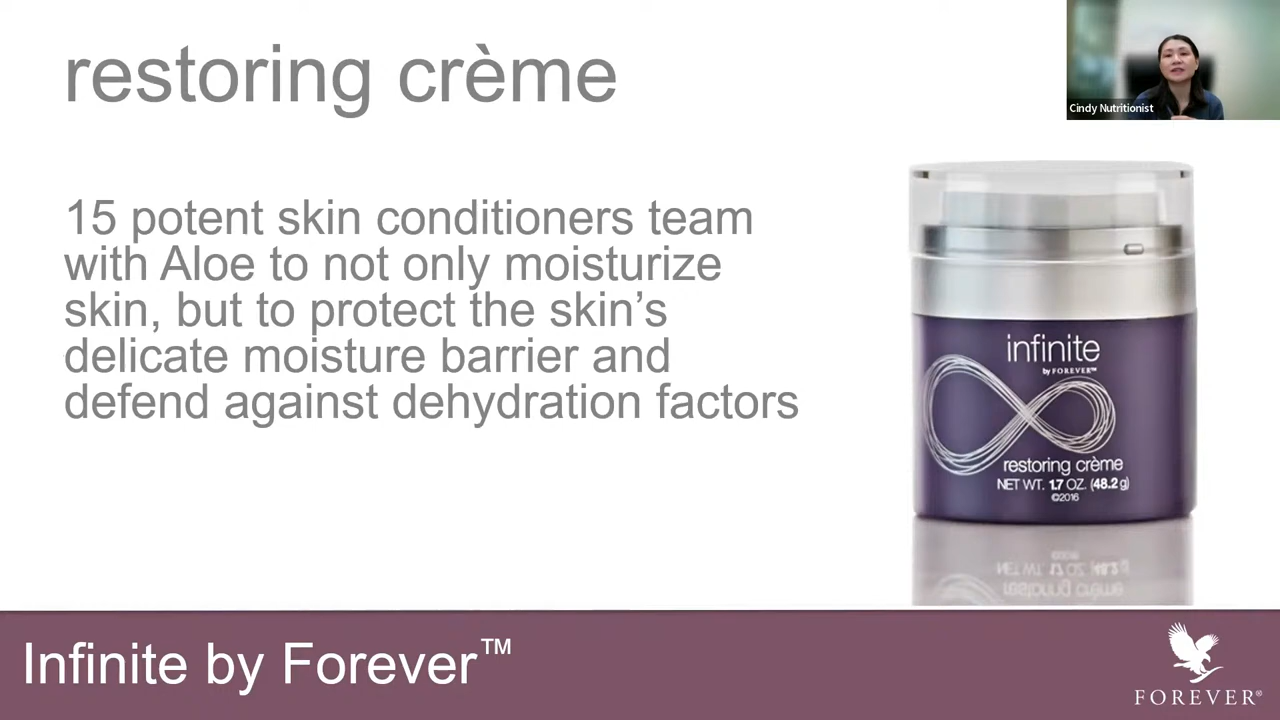 restoring crème
Cindy Nutritionist
15 potent skin conditioners team
with Aloe to not only moisturize
skin, but to protect the skin’s
delicate moisture barrier and
defend against dehydration factors
infinite
by FOREVER™
restoring crème
NET WT. 1.7 OZ. (48.2 g)
©2016
Infinite by Forever™
FOREVER®